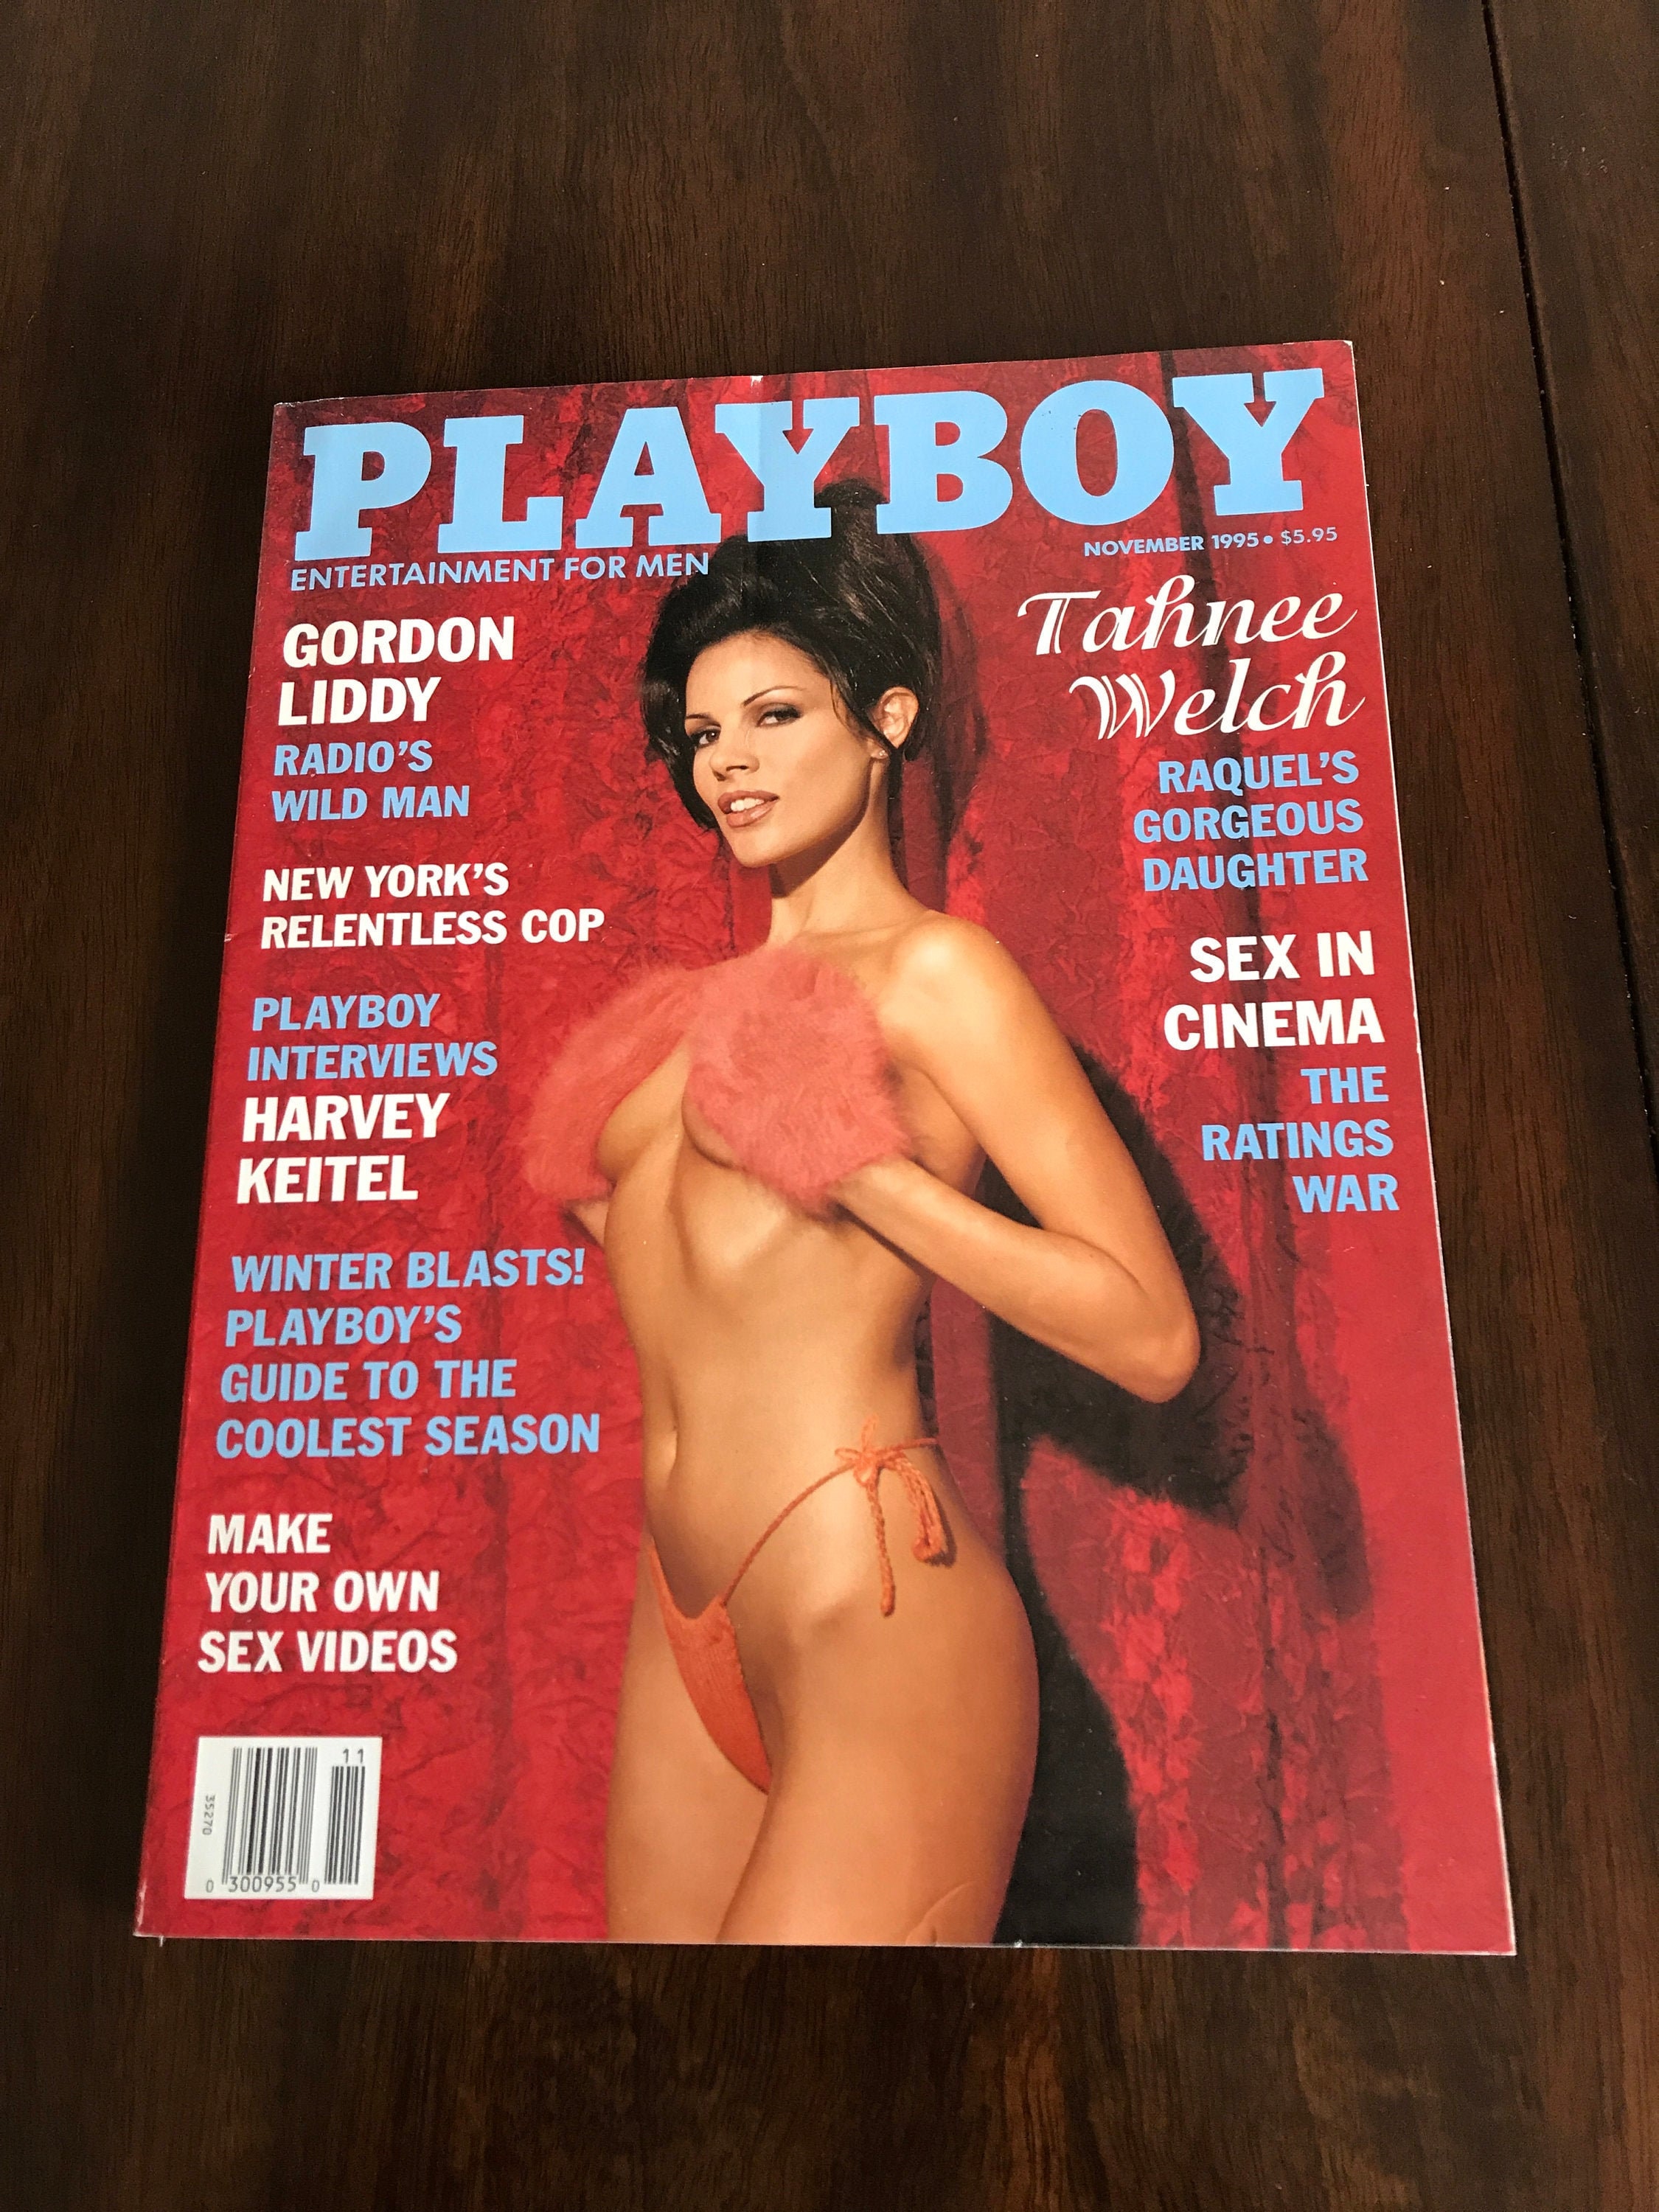 PLAYBOY
ENTERTAINMENT FOR MEN
NOVEMBER 1995 • $5.95
GORDON
LIDDY
RADIO'S
WILD MAN
NEW YORK'S
RELENTLESS COP
PLAYBOY
INTERVIEWS
HARVEY
KEITEL
WINTER BLASTS!
PLAYBOY'S
GUIDE TO THE
COOLEST SEASON
MAKE
YOUR OWN
SEX VIDEOS
Tahnee
Welch
RAQUEL'S
GORGEOUS
DAUGHTER
SEX IN
CINEMA
THE
RATINGS
WAR
11
35270
0 300955 0